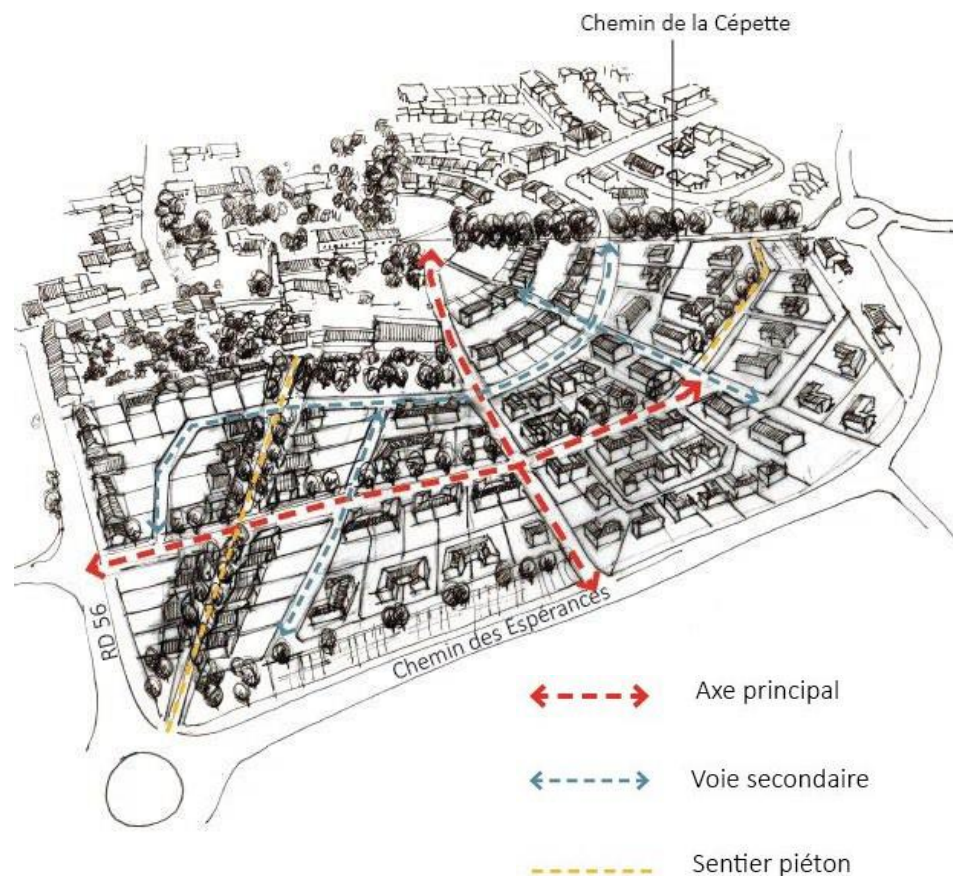 Chemin de la Cépette
RD 56
Chemin des Espérances
Axe principal
Voie secondaire
Sentier piéton